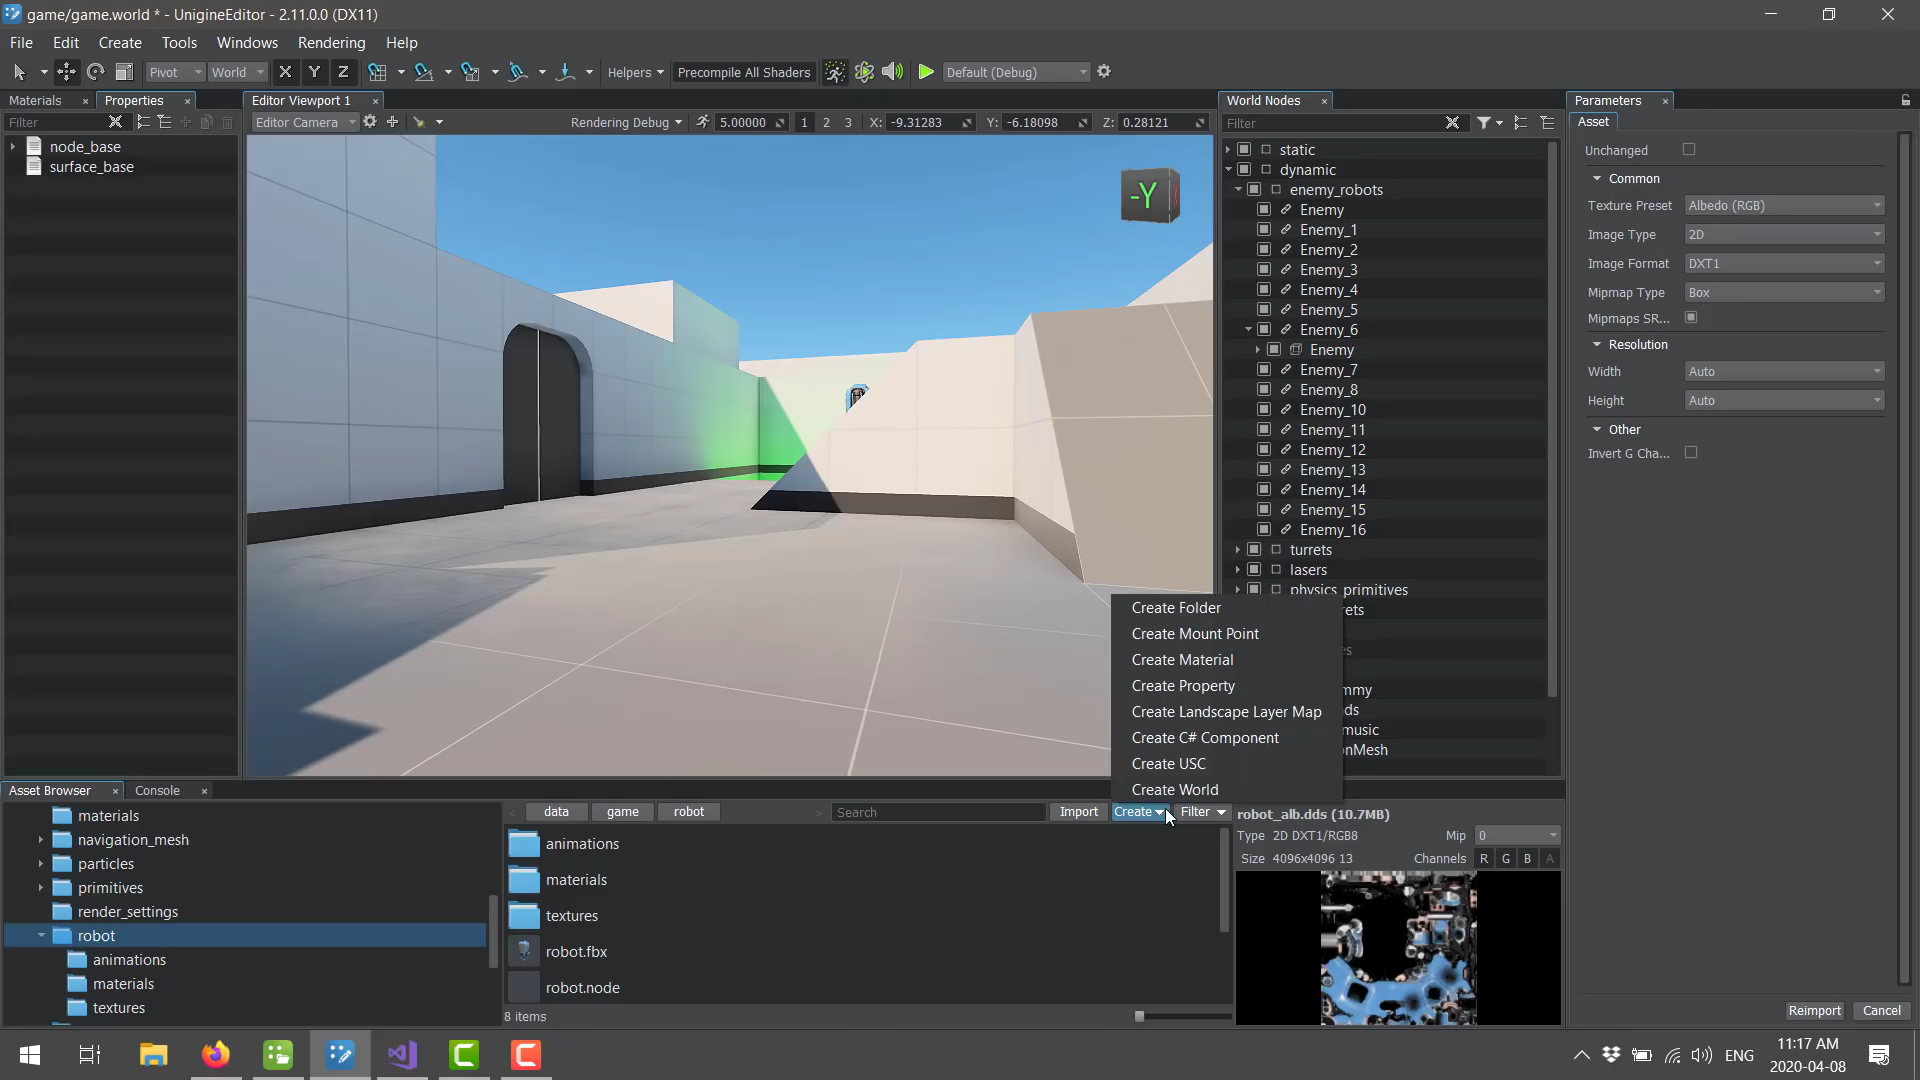 game/game.world * - UnigineEditor - 2.11.0.0 (DX11)
File Edit Create Tools Windows Rendering Help
Pivot World X Y Z Helpers Precompile All Shaders Default (Debug)
Materials Properties Editor Viewport 1 World Nodes Parameters
Filter Editor Camera Rendering Debug 5.00000 1 2 3 X: -9.31283 Y: -6.18098 Z: 0.28121 Filter Asset
node_base
surface_base
-Y
static
dynamic
enemy_robots
Enemy
Enemy_1
Enemy_2
Enemy_3
Enemy_4
Enemy_5
Enemy_6
Enemy
Enemy_7
Enemy_8
Enemy_10
Enemy_11
Enemy_12
Enemy_13
Enemy_14
Enemy_15
Enemy_16
turrets
lasers
physics_primitives
rets
es
mmy
ds
music
nMesh
Unchanged
Common
Texture Preset Albedo (RGB)
Image Type 2D
Image Format DXT1
Mipmap Type Box
Mipmaps SR...
Resolution
Width Auto
Height Auto
Other
Invert G Cha...
Reimport Cancel
Create Folder
Create Mount Point
Create Material
Create Property
Create Landscape Layer Map
Create C# Component
Create USC
Create World
Asset Browser Console
materials
navigation_mesh
particles
primitives
render_settings
robot
animations
materials
textures
data game robot Search Import Create Filter
animations
materials
textures
robot.fbx
robot.node
8 items
robot_alb.dds (10.7MB)
Type 2D DXT1/RGB8 Mip 0
Size 4096x4096 13 Channels R G B A
ENG
11:17 AM
2020-04-08